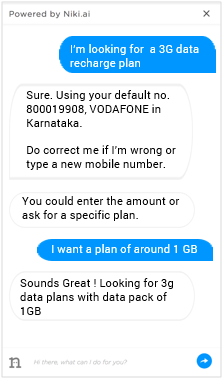 Powered by Niki.ai
I'm looking for a 3G data
recharge plan
Sure. Using your default no.
800019908, VODAFONE in
Karnataka.
Do correct me if I'm wrong or
type a new mobile number.
You could enter the amount or
ask for a specific plan.
I want a plan of around 1 GB
Sounds Great ! Looking for 3g
data plans with data pack of
1GB
Hi there, what can i do for you?